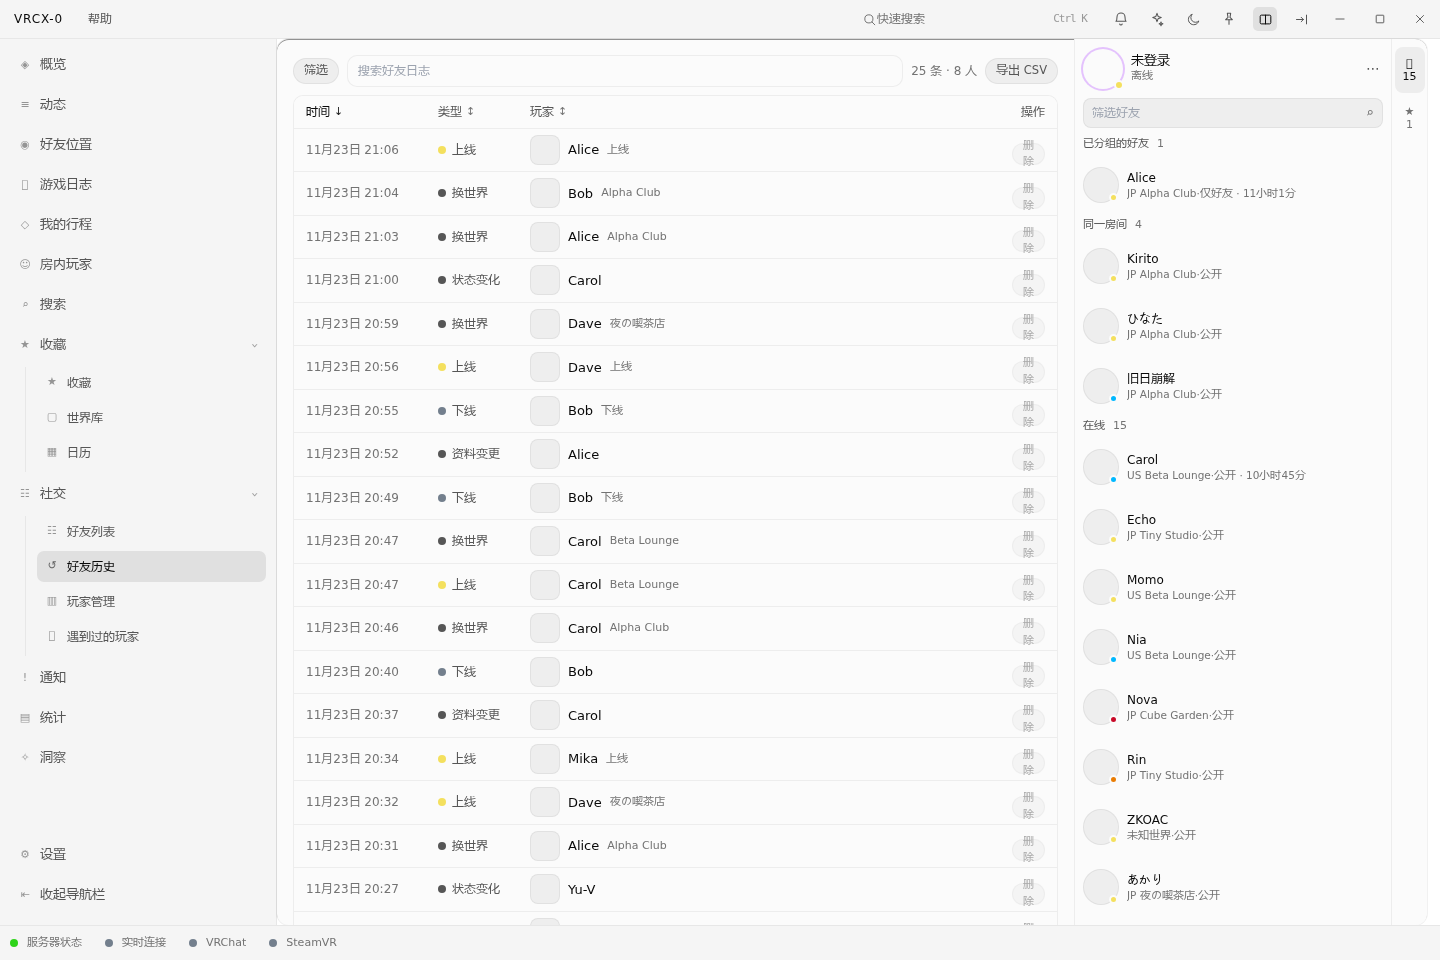 VRCX-0 帮助 快速搜索 Ctrl K
概览
动态
好友位置
游戏日志
我的行程
房内玩家
搜索
收藏
收藏
世界库
日历
社交
好友列表
好友历史
玩家管理
遇到过的玩家
通知
统计
洞察
设置
收起导航栏
筛选 搜索好友日志 25 条 · 8 人 导出 CSV
时间 ↓ 类型 ↕ 玩家 ↕ 操作
11月23日 21:06 上线 Alice 上线 删除
11月23日 21:04 换世界 Bob Alpha Club 删除
11月23日 21:03 换世界 Alice Alpha Club 删除
11月23日 21:00 状态变化 Carol 删除
11月23日 20:59 换世界 Dave 夜の喫茶店 删除
11月23日 20:56 上线 Dave 上线 删除
11月23日 20:55 下线 Bob 下线 删除
11月23日 20:52 资料变更 Alice 删除
11月23日 20:49 下线 Bob 下线 删除
11月23日 20:47 换世界 Carol Beta Lounge 删除
11月23日 20:47 上线 Carol Beta Lounge 删除
11月23日 20:46 换世界 Carol Alpha Club 删除
11月23日 20:40 下线 Bob 删除
11月23日 20:37 资料变更 Carol 删除
11月23日 20:34 上线 Mika 上线 删除
11月23日 20:32 上线 Dave 夜の喫茶店 删除
11月23日 20:31 换世界 Alice Alpha Club 删除
11月23日 20:27 状态变化 Yu-V 删除
未登录
离线
筛选好友
已分组的好友 1
Alice
JP Alpha Club·仅好友 · 11小时1分
同一房间 4
Kirito
JP Alpha Club·公开
ひなた
JP Alpha Club·公开
旧日崩解
JP Alpha Club·公开
在线 15
Carol
US Beta Lounge·公开 · 10小时45分
Echo
JP Tiny Studio·公开
Momo
US Beta Lounge·公开
Nia
US Beta Lounge·公开
Nova
JP Cube Garden·公开
Rin
JP Tiny Studio·公开
ZKOAC
未知世界·公开
あかり
JP 夜の喫茶店·公开
15
★
1
服务器状态 实时连接 VRChat SteamVR